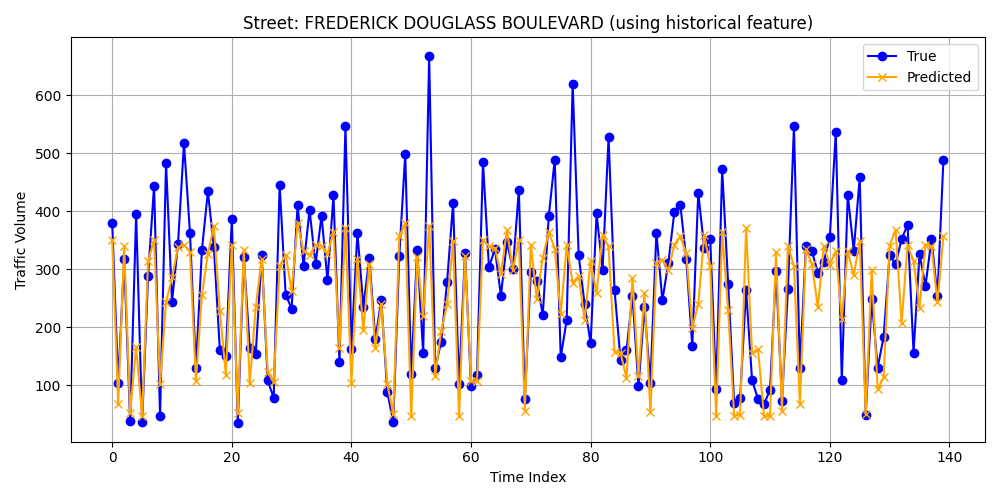 Street: FREDERICK DOUGLASS BOULEVARD (using historical feature)
True
Predicted
Traffic Volume
600
500
400
300
200
100
0
20
40
60
80
100
120
140
Time Index